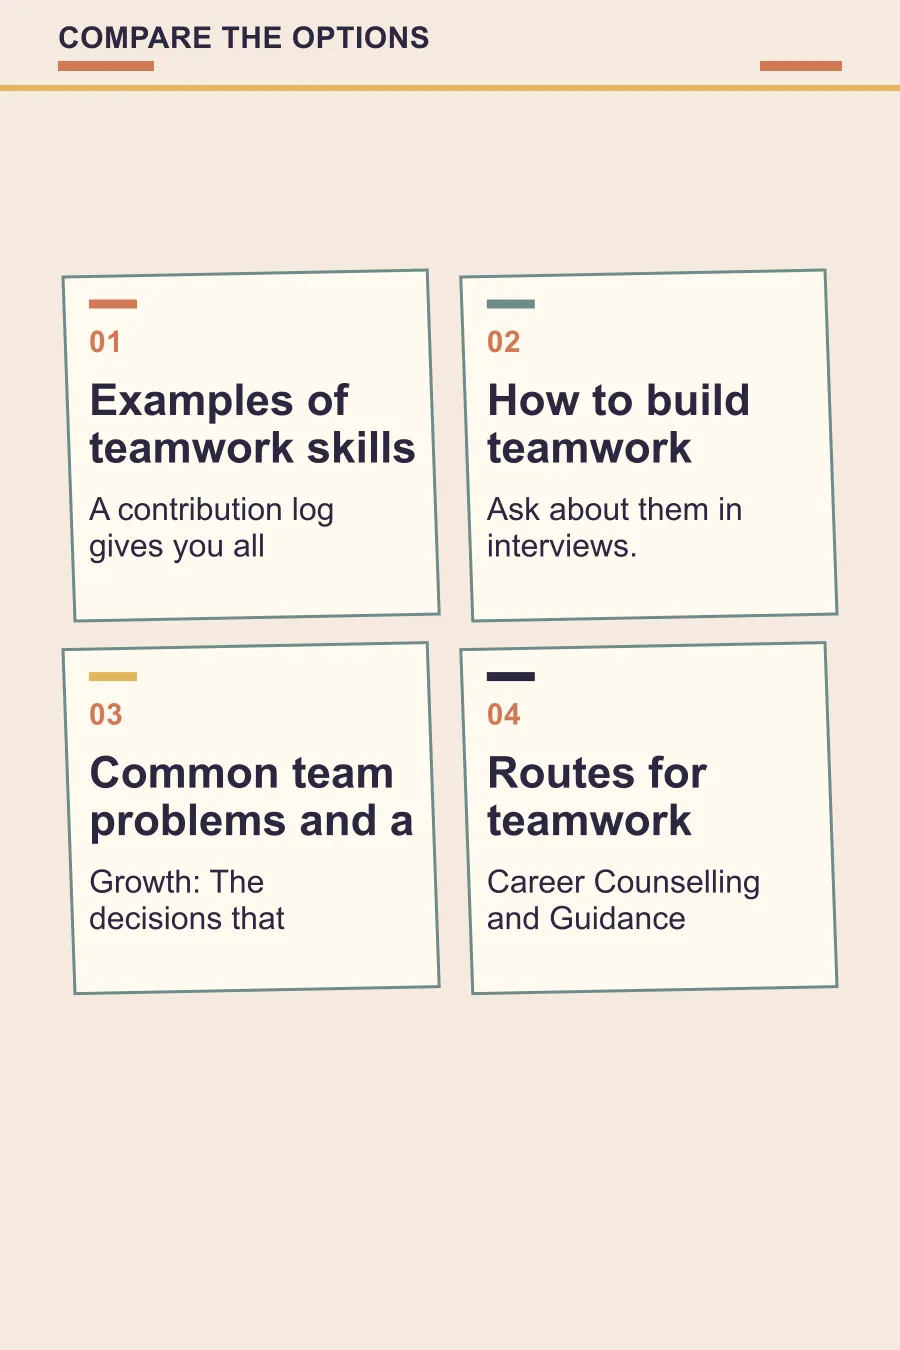 COMPARE THE OPTIONS
01
Examples of
teamwork skills
A contribution log
gives you all
02
How to build
teamwork
Ask about them in
interviews.
03
Common team
problems and a
Growth: The
decisions that
04
Routes for
teamwork
Career Counselling
and Guidance